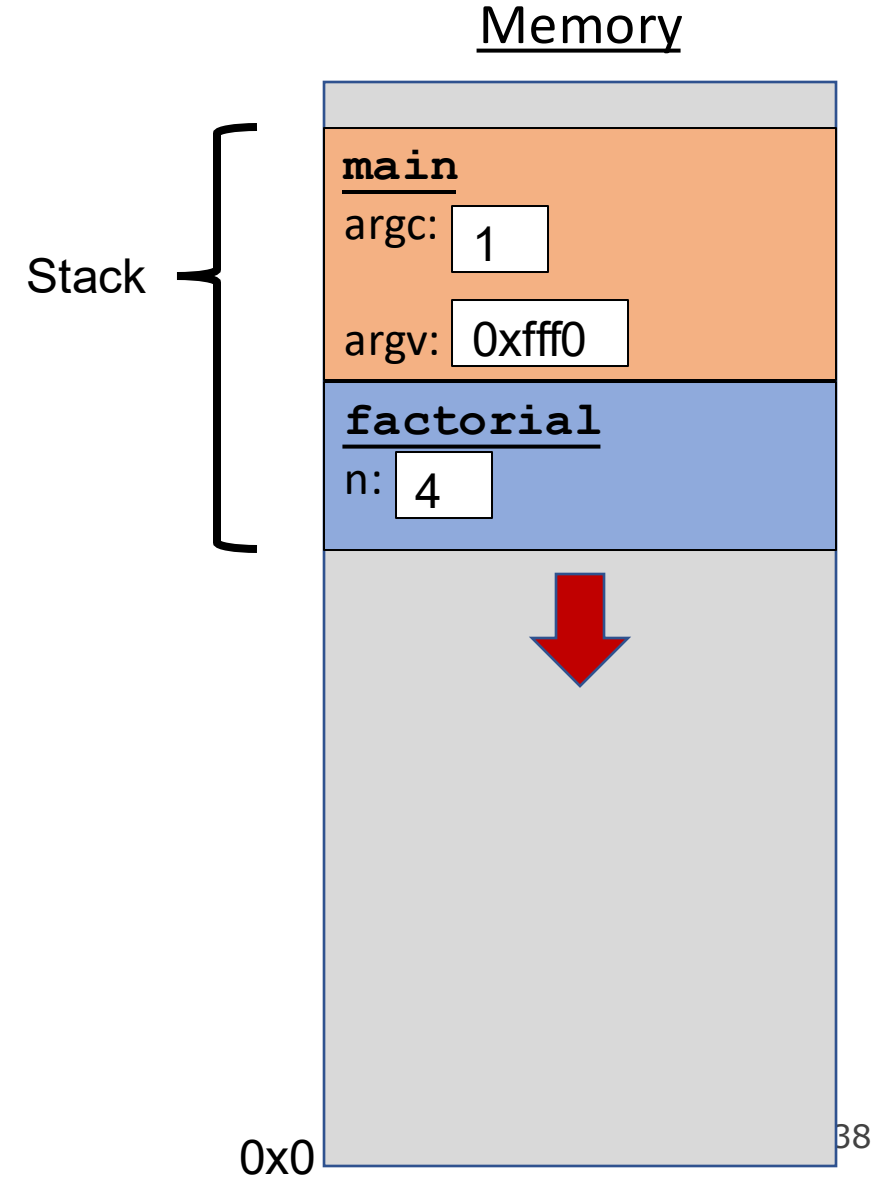 Memory
main
argc: 1
Stack
argv: 0xfff0
factorial
n: 4
0x0
38